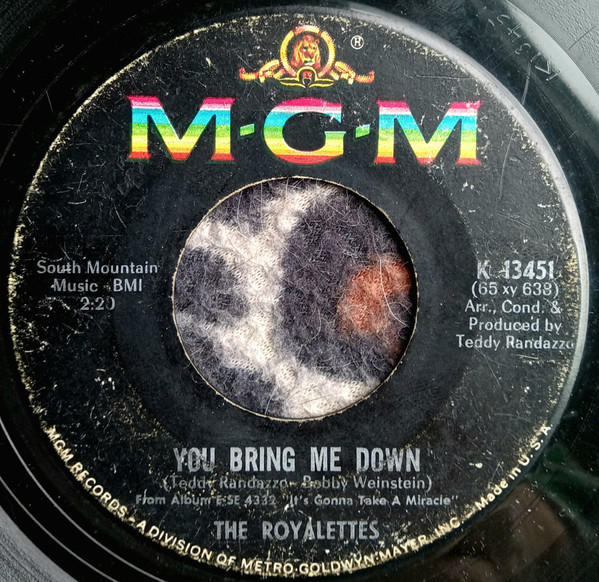 ®
M-G-M
South Mountain
Music - BMI
2:20
K 13451
(65 xy 638)
Arr., Cond. &
Produced by
Teddy Randazzo
YOU BRING ME DOWN
(Teddy Randazzo - Bobby Weinstein)
From Album E/SE 4332 "It's Gonna Take A Miracle"
THE ROYALETTES
MGM RECORDS - A DIVISION OF METRO-GOLDWYN-MAYER, INC. - Made in U.S.A.